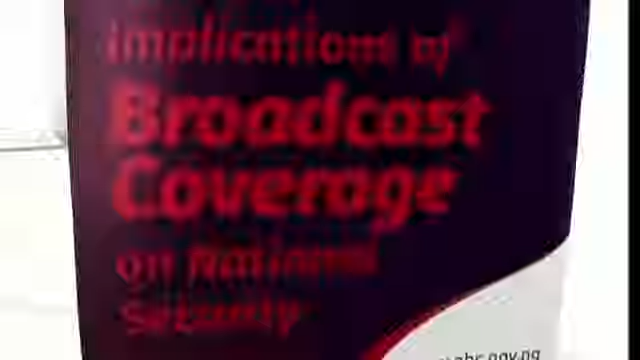 Implications of
Broadcast
Coverage
on National
Security